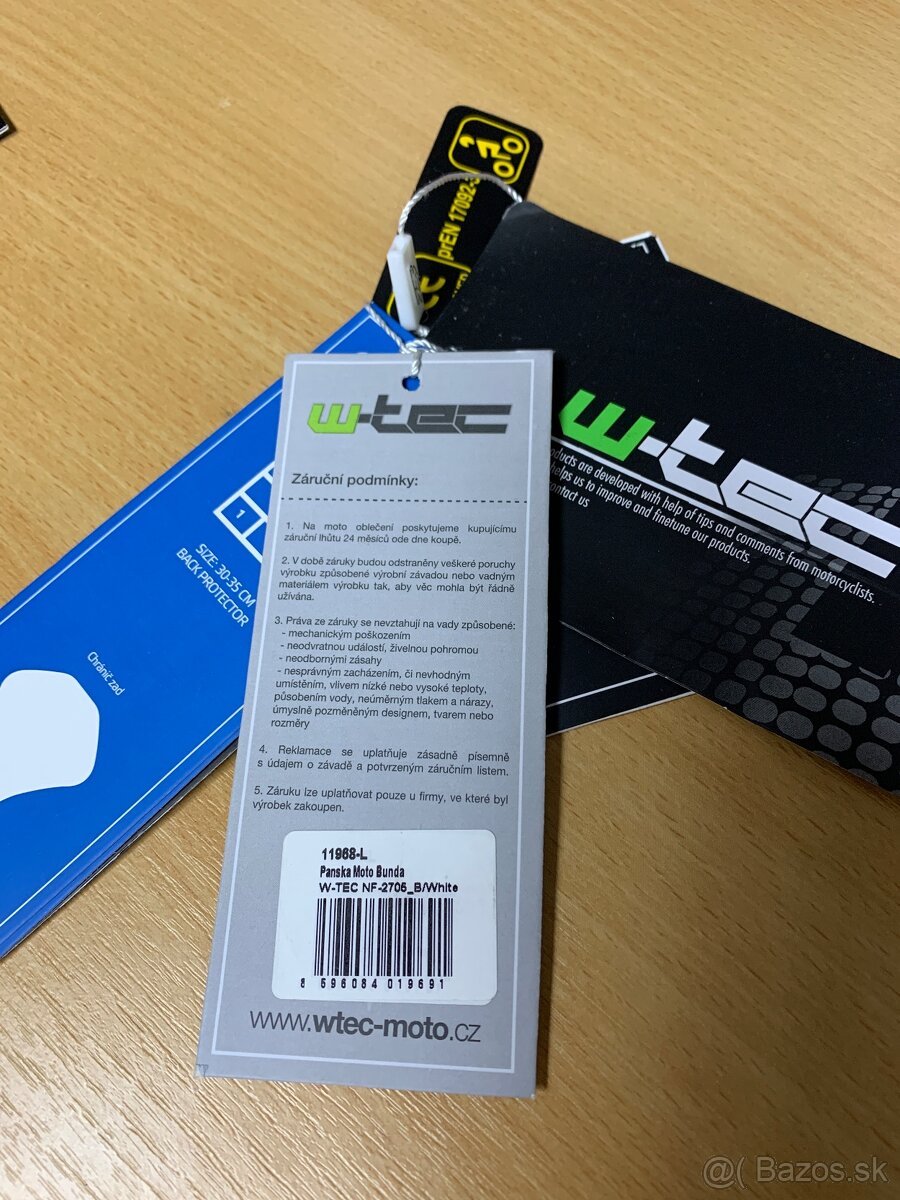 prEN 17092-
w-tec
oducts are developed with help of tips and comments from motorcyclists.
helps us to improve and finetune our products.
ontact us
1
SIZE: 30-35 CM
BACK PROTECTOR
Chránič zad
w-tec
Záruční podmínky:
1. Na moto oblečení poskytujeme kupujícímu
záruční lhůtu 24 měsíců ode dne koupě.
2. V době záruky budou odstraněny veškeré poruchy
výrobku způsobené výrobní závadou nebo vadným
materiálem výrobku tak, aby věc mohla být řádně
užívána.
3. Práva ze záruky se nevztahují na vady způsobené:
- mechanickým poškozením
- neodvratnou událostí, živelnou pohromou
- neodbornými zásahy
- nesprávným zacházením, či nevhodným
umístěním, vlivem nízké nebo vysoké teploty,
působením vody, neúměrným tlakem a nárazy,
úmyslně pozměněným designem, tvarem nebo
rozměry
4. Reklamace se uplatňuje zásadně písemně
s údajem o závadě a potvrzeným záručním listem.
5. Záruku lze uplatňovat pouze u firmy, ve které byl
výrobek zakoupen.
11968-L
Panska Moto Bunda
W-TEC NF-2705_B/White
8 596084 019691
www.wtec-moto.cz
@( Bazos.sk